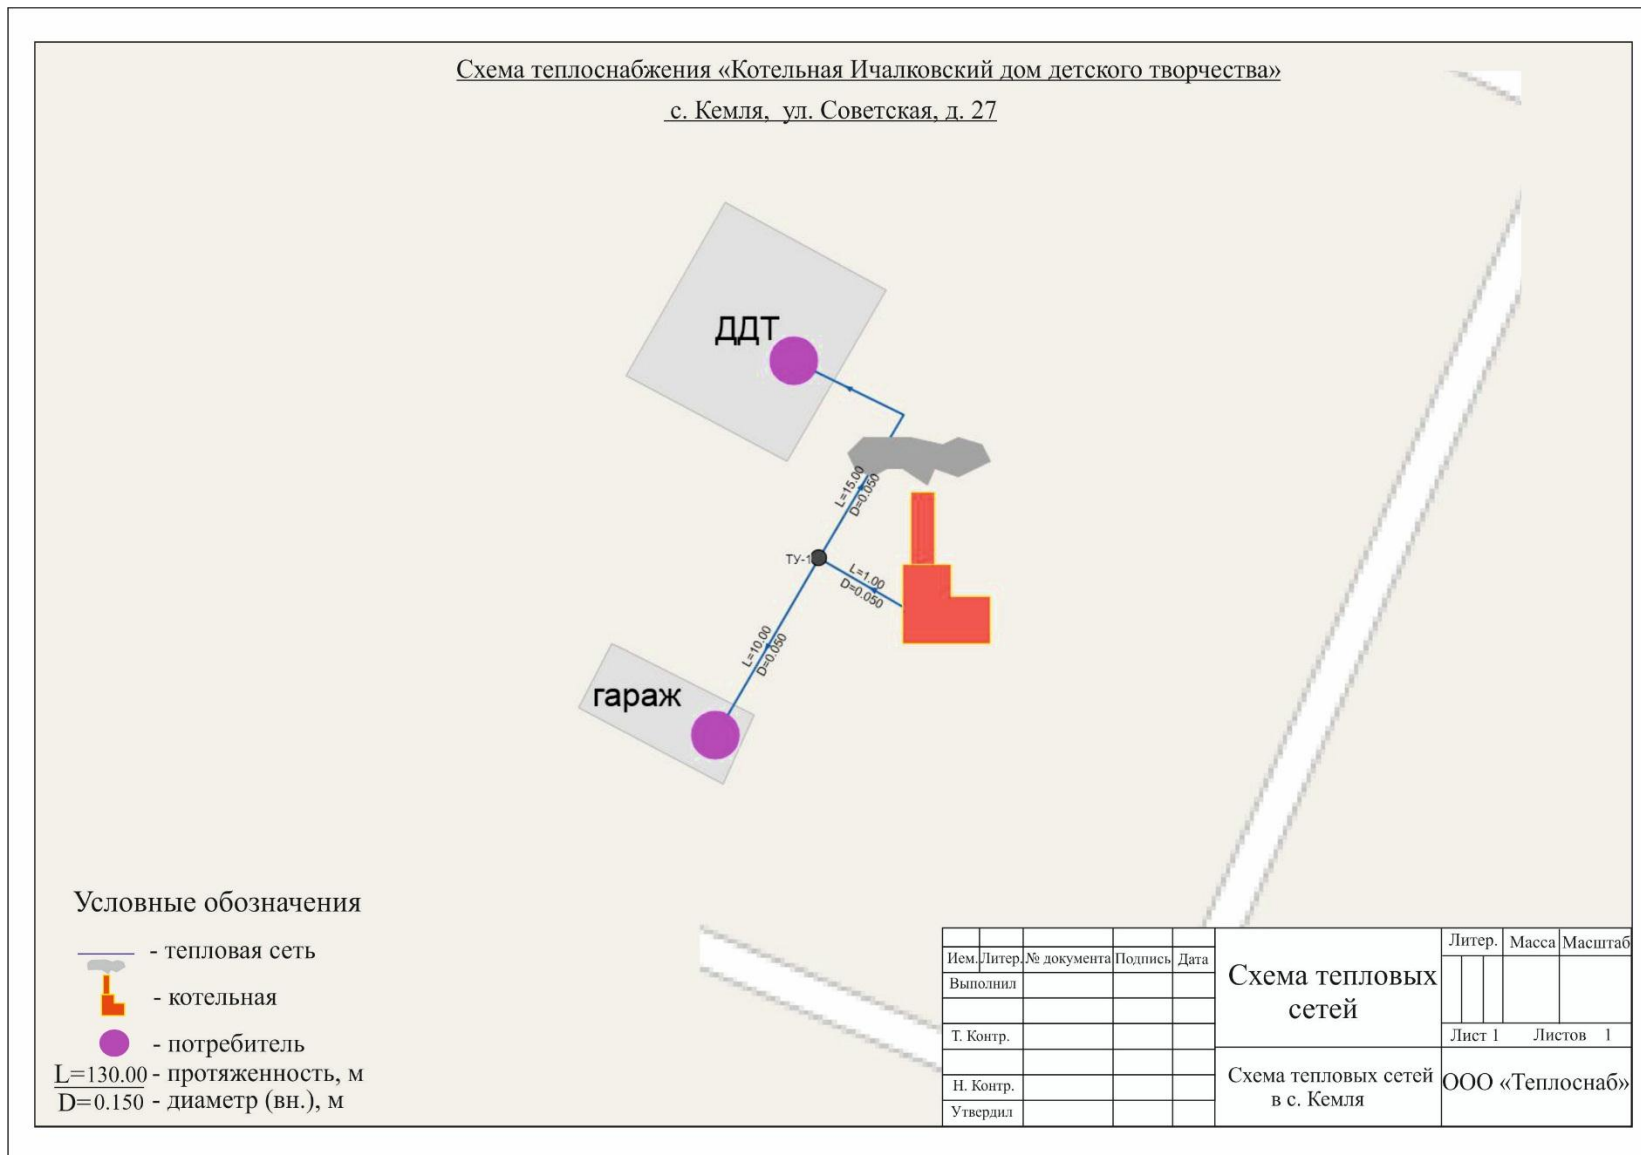 Схема теплоснабжения «Котельная Ичалковский дом детского творчества»
с. Кемля, ул. Советская, д. 27
ДДТ
L=15.00
D=0.050
ТУ-1
L=1.00
D=0.050
L=10.00
D=0.050
гараж
Условные обозначения
- тепловая сеть
- котельная
- потребитель
L=130.00 - протяженность, м
D=0.150 - диаметр (вн.), м
Ием. Литер. № документа Подпись Дата
Выполнил
Т. Контр.
Н. Контр.
Утвердил
Схема тепловых
сетей
Схема тепловых сетей
в с. Кемля
Литер. Масса Масштаб
Лист 1 Листов 1
ООО «Теплоснаб»